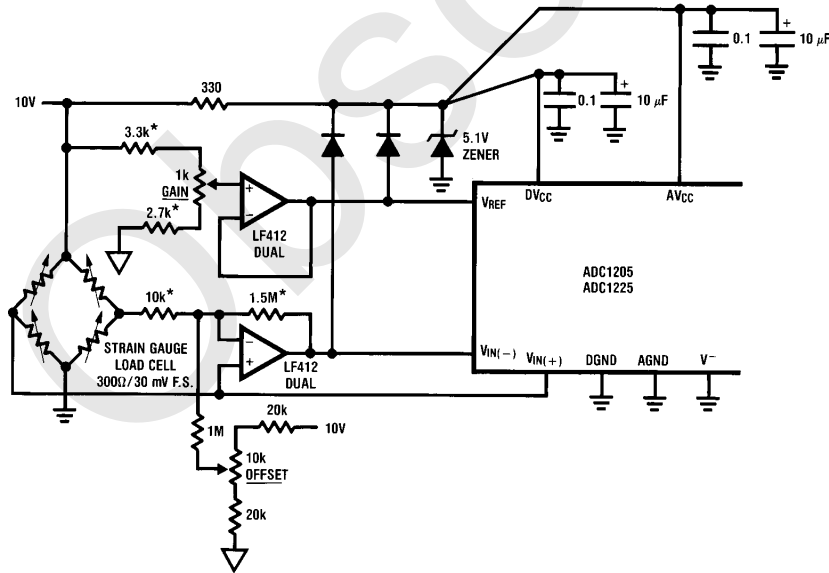 0.1
10 µF
0.1
10 µF
10V
330
3.3k*
5.1V
ZENER
1k
GAIN
+
−
2.7k*
LF412
DUAL
VREF
DVCC
AVCC
ADC1205
ADC1225
10k*
1.5M*
−
+
STRAIN GAUGE
LOAD CELL
300Ω/30 mV F.S.
LF412
DUAL
VIN(−)
VIN(+)
DGND
AGND
V−
1M
20k
10V
10k
OFFSET
20k
Obsc